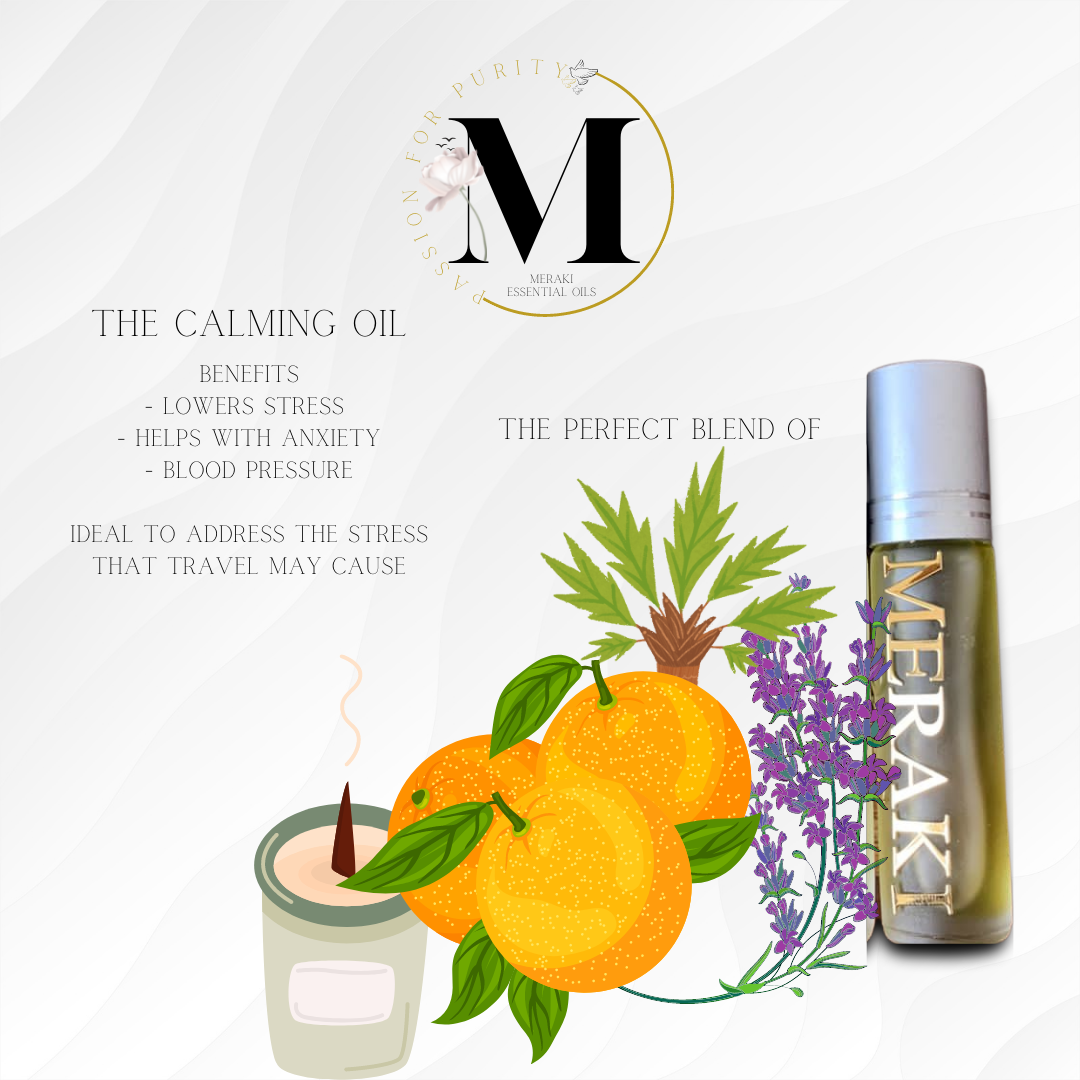 PASSION FOR PURITY
M
MERAKI
ESSENTIAL OILS
THE CALMING OIL
BENEFITS
- LOWERS STRESS
- HELPS WITH ANXIETY
- BLOOD PRESSURE
IDEAL TO ADDRESS THE STRESS
THAT TRAVEL MAY CAUSE
THE PERFECT BLEND OF
MERAKI